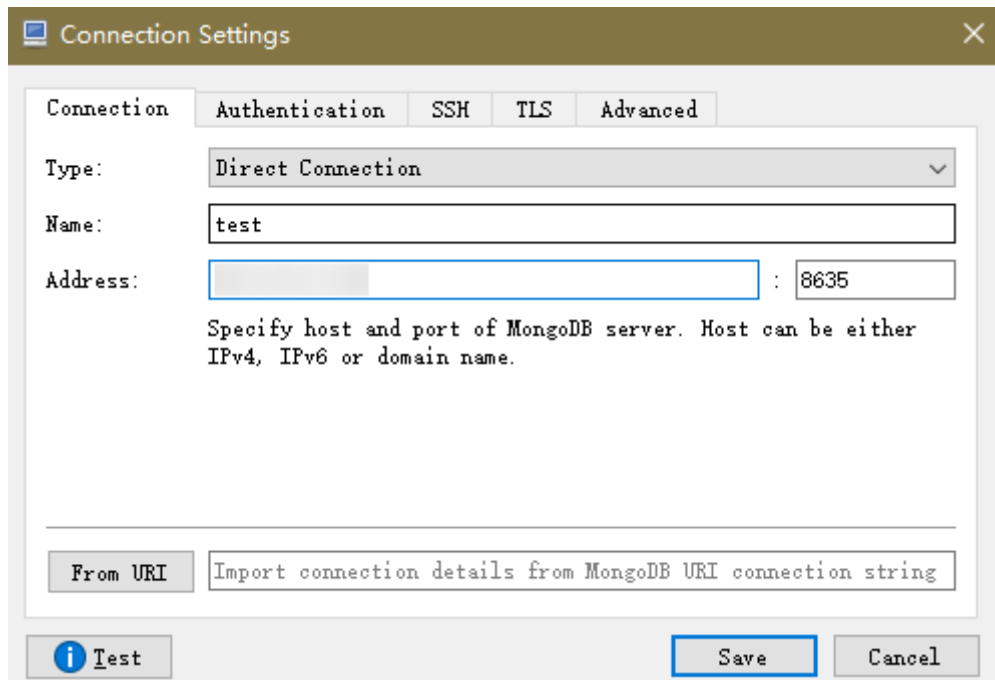 Connection Settings
Connection Authentication SSH TLS Advanced
Type: Direct Connection
Name: test
Address: : 8635
Specify host and port of MongoDB server. Host can be either
IPv4, IPv6 or domain name.
From URI Import connection details from MongoDB URI connection string
Test Save Cancel